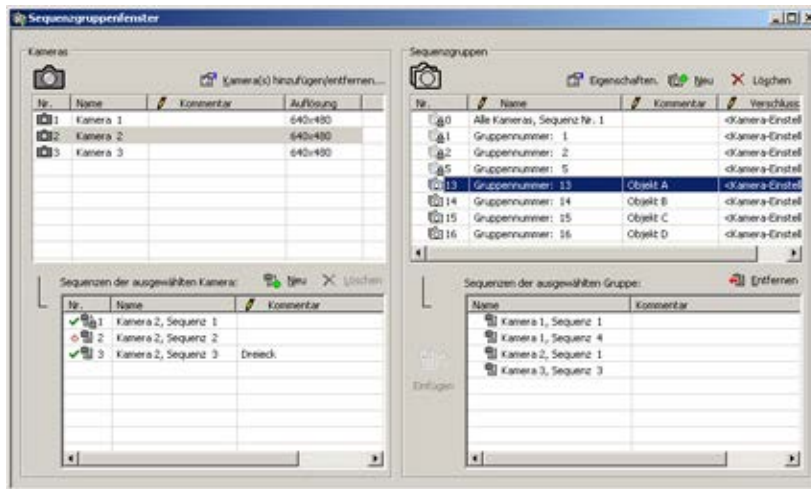 Sequenzgruppenfenster
Kameras
Kamera(s) hinzufügen/entfernen...
Nr. Name Kommentar Auflösung
1 Kamera 1 640x480
2 Kamera 2 640x480
3 Kamera 3 640x480
Sequenzen der ausgewählten Kamera: Neu Löschen
Nr. Name Kommentar
1 Kamera 2, Sequenz 1
2 Kamera 2, Sequenz 2
3 Kamera 2, Sequenz 3 Dreieck
Sequenzgruppen
Eigenschaften. Neu Löschen
Nr. Name Kommentar Verschluss
0 Alle Kameras, Sequenz Nr. 1 <Kamera-Einstell
1 Gruppennummer: 1 <Kamera-Einstell
2 Gruppennummer: 2 <Kamera-Einstell
5 Gruppennummer: 5 <Kamera-Einstell
13 Gruppennummer: 13 Objekt A <Kamera-Einstell
14 Gruppennummer: 14 Objekt B <Kamera-Einstell
15 Gruppennummer: 15 Objekt C <Kamera-Einstell
16 Gruppennummer: 16 Objekt D <Kamera-Einstell
Sequenzen der ausgewählten Gruppe: Entfernen
Name Kommentar
Kamera 1, Sequenz 1
Kamera 1, Sequenz 4
Kamera 2, Sequenz 1
Kamera 3, Sequenz 3
Einfügen